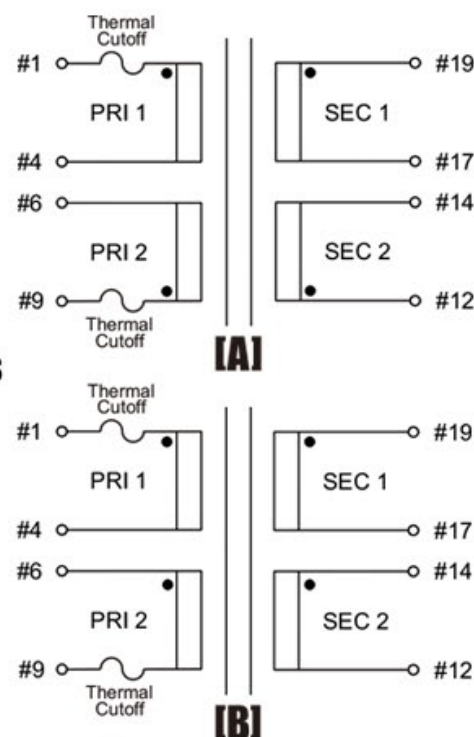 Thermal
Cutoff
#1
#19
PRI 1
SEC 1
#4
#17
#6
#14
PRI 2
SEC 2
#9
#12
Thermal
Cutoff
[A]
Thermal
Cutoff
#1
#19
PRI 1
SEC 1
#4
#17
#6
#14
PRI 2
SEC 2
#9
#12
Thermal
Cutoff
[B]